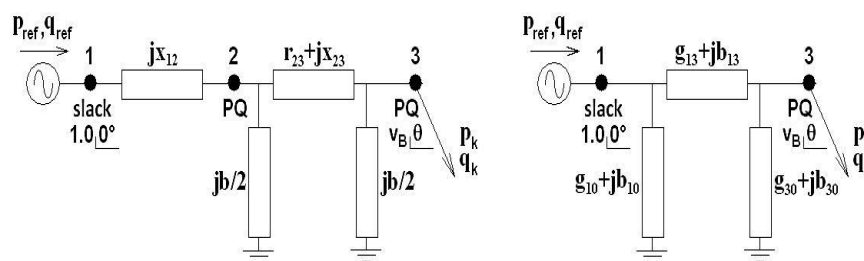 p_ref,q_ref
1
jx_12
2
r_23+jx_23
3
slack
1.0∠0°
PQ
PQ
v_B∠θ
p_k
q_k
jb/2
jb/2
p_ref,q_ref
1
g_13+jb_13
3
slack
1.0∠0°
PQ
v_B∠θ
p
q
g_10+jb_10
g_30+jb_30